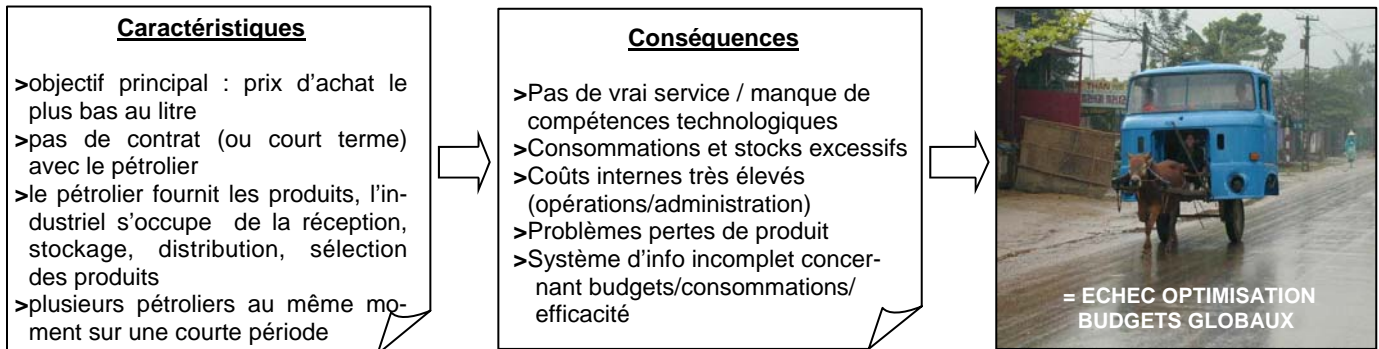 Caractéristiques
>objectif principal : prix d’achat le
plus bas au litre
>pas de contrat (ou court terme)
avec le pétrolier
>le pétrolier fournit les produits, l’in-
dustriel s’occupe de la réception,
stockage, distribution, sélection
des produits
>plusieurs pétroliers au même mo-
ment sur une courte période
Conséquences
>Pas de vrai service / manque de
compétences technologiques
>Consommations et stocks excessifs
>Coûts internes très élevés
(opérations/administration)
>Problèmes pertes de produit
>Système d’info incomplet concer-
nant budgets/consommations/
efficacité
= ECHEC OPTIMISATION
BUDGETS GLOBAUX